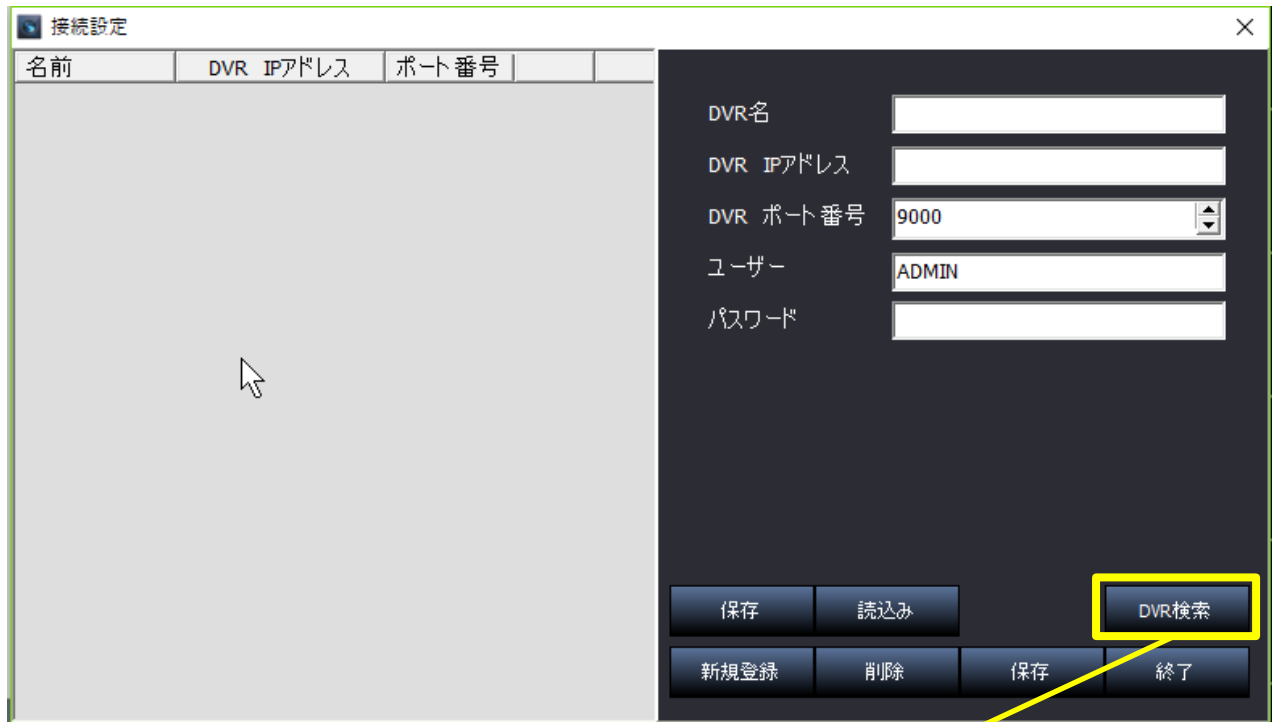 接続設定
名前 DVR IPアドレス ポート番号
DVR名
DVR IPアドレス
DVR ポート番号 9000
ユーザー ADMIN
パスワード
保存 読込み DVR検索
新規登録 削除 保存 終了